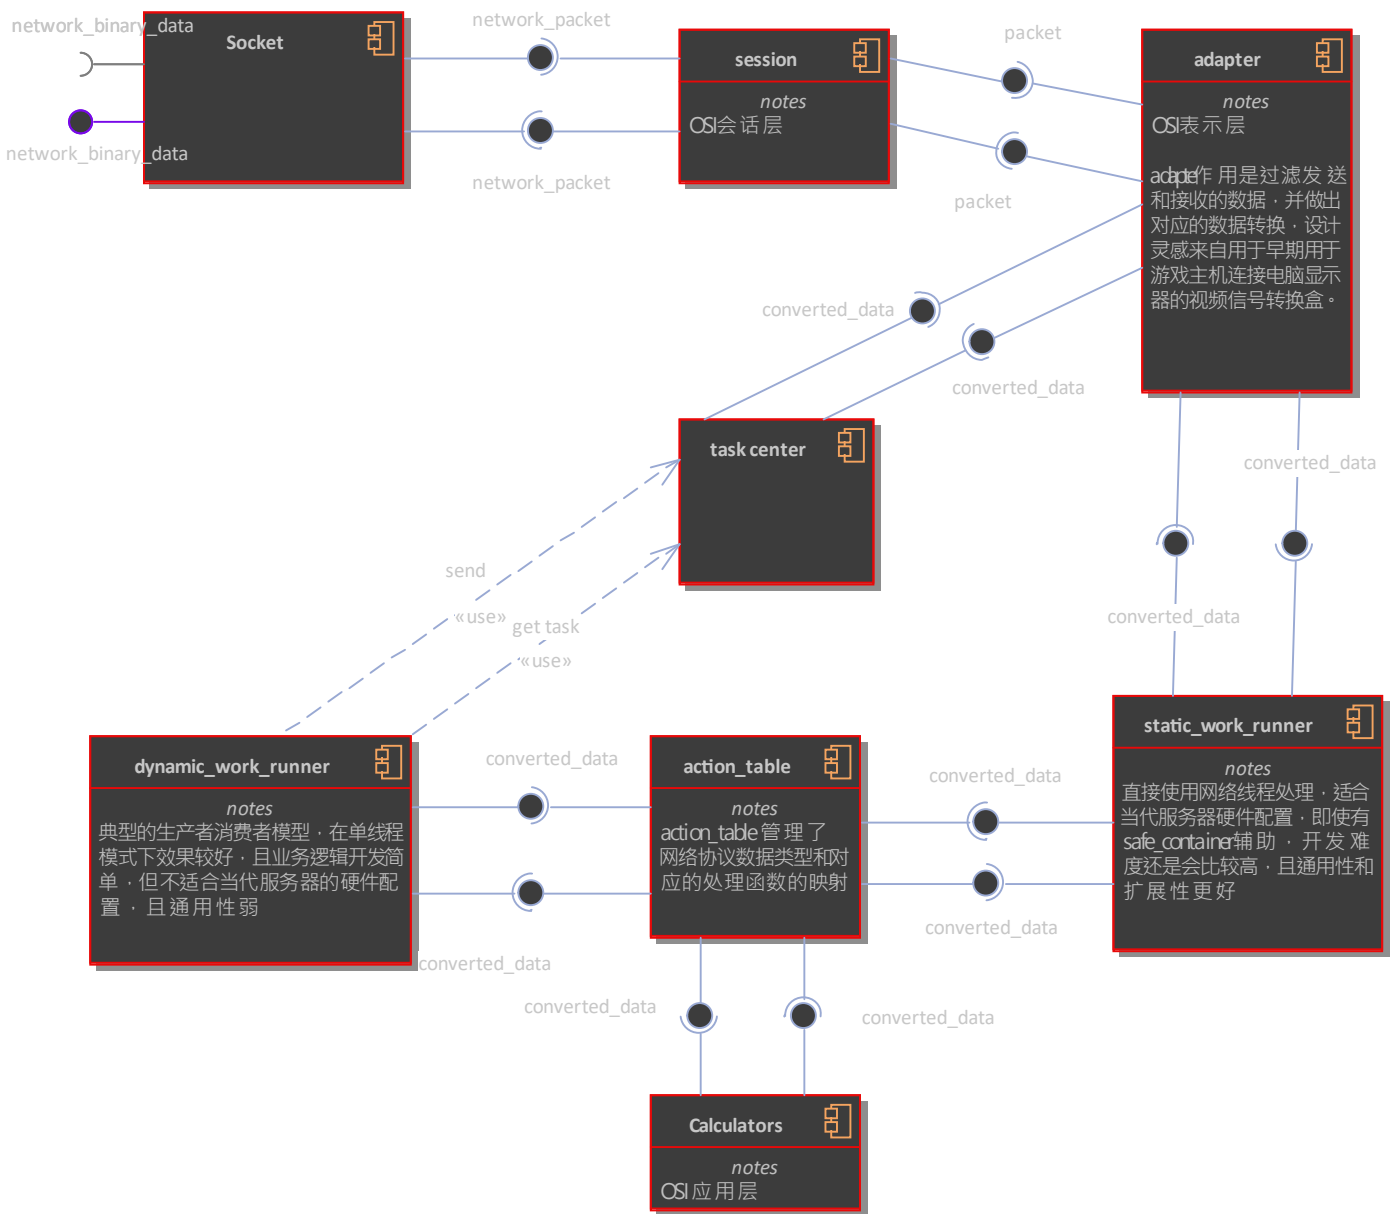 network_binary_data
network_binary_data
Socket
network_packet
network_packet
session
notes
OSI会话层
packet
packet
adapter
notes
OSI表示层
adapte作用是过滤发送
和接收的数据，并做出
对应的数据转换，设计
灵感来自用于早期用于
游戏主机连接电脑显示
器的视频信号转换盒。
converted_data
converted_data
task center
converted_data
converted_data
send
«use»
get task
«use»
dynamic_work_runner
notes
典型的生产者消费者模型，在单线程
模式下效果较好，且业务逻辑开发简
单，但不适合当代服务器的硬件配
置，且通用性弱
converted_data
converted_data
action_table
notes
action_table管理了
网络协议数据类型和对
应的处理函数的映射
converted_data
converted_data
static_work_runner
notes
直接使用网络线程处理，适合
当代服务器硬件配置，即使有
safe_container辅助，开发难
度还是会比较高，且通用性和
扩展性更好
converted_data
converted_data
Calculators
notes
OSI应用层